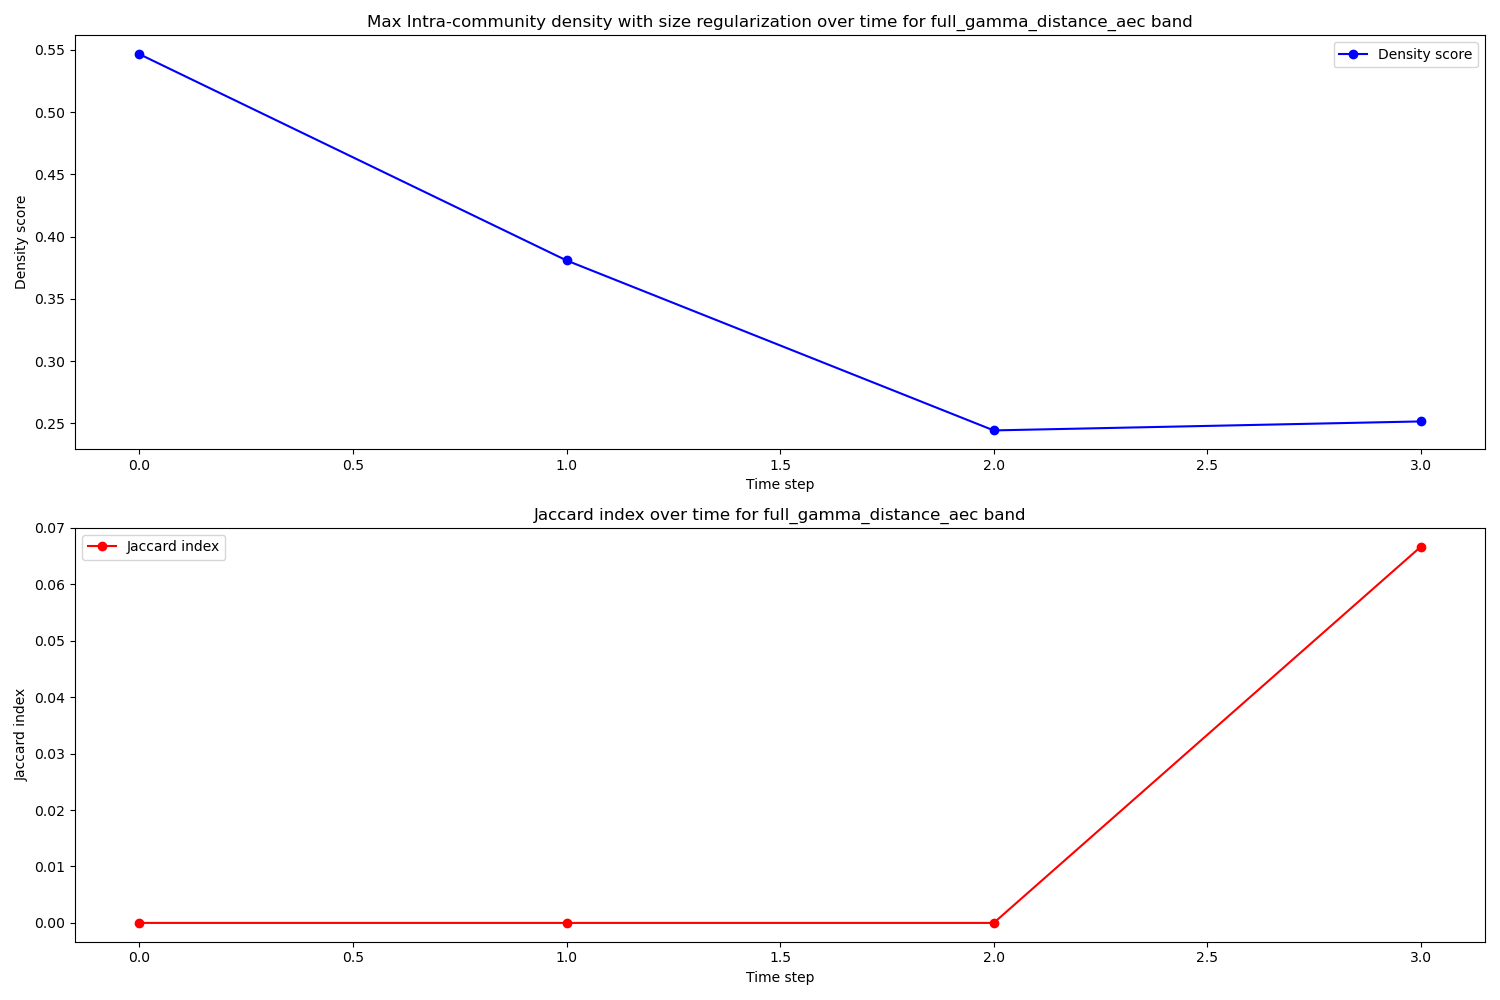 Max Intra-community density with size regularization over time for full_gamma_distance_aec band
Density score
0.55
0.50
0.45
0.40
0.35
0.30
0.25
Density score
0.0 0.5 1.0 1.5 2.0 2.5 3.0
Time step
Jaccard index over time for full_gamma_distance_aec band
Jaccard index
0.07
0.06
0.05
0.04
0.03
0.02
0.01
0.00
Jaccard index
0.0 0.5 1.0 1.5 2.0 2.5 3.0
Time step